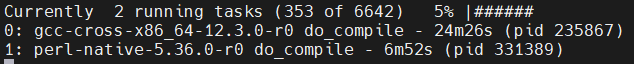 Currently  2 running tasks (353 of 6642)   5% |######
0: gcc-cross-x86_64-12.3.0-r0 do_compile - 24m26s (pid 235867)
1: perl-native-5.36.0-r0 do_compile - 6m52s (pid 331389)